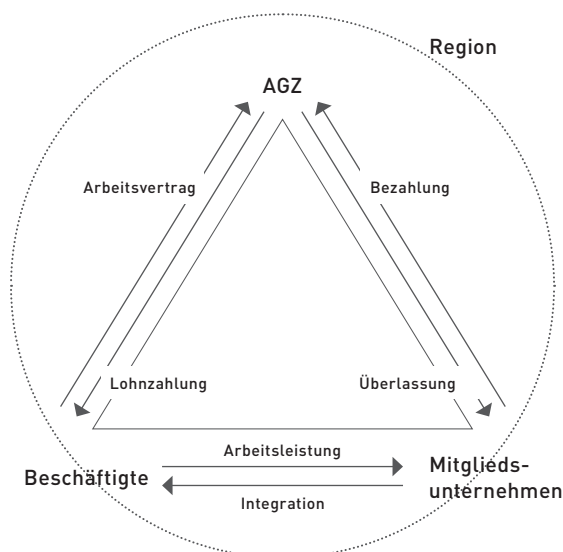 Region
AGZ
Arbeitsvertrag
Bezahlung
Lohnzahlung
Überlassung
Arbeitsleistung
Beschäftigte
Mitglieds-
unternehmen
Integration